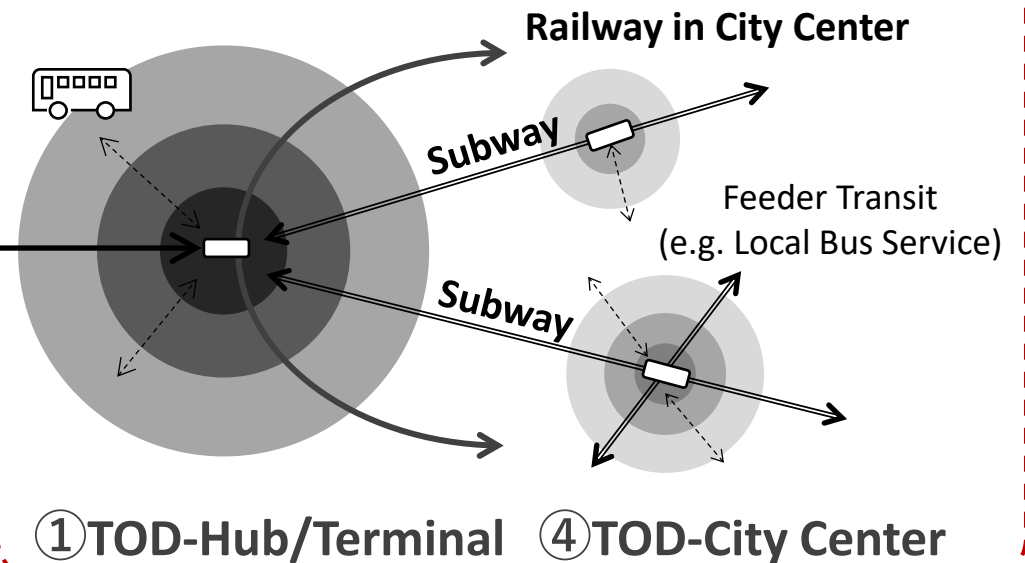 Railway in City Center
Subway
Feeder Transit
(e.g. Local Bus Service)
Subway
①TOD-Hub/Terminal
④TOD-City Center